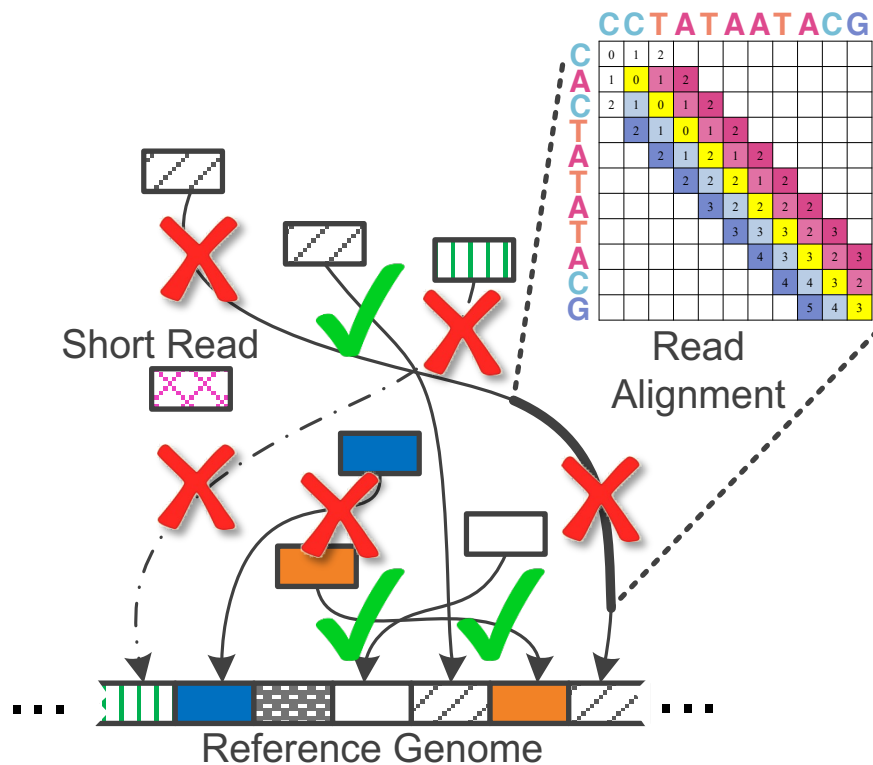 C C T A T A A T A C G
C 0 1 2
A 1 0 1 2
C 2 1 0 1 2
T 2 1 0 1 2
A 2 1 2 1 2
T 2 2 2 1 2
A 3 2 2 2 2
T 3 3 3 2 3
A 4 3 3 2 3
C 4 4 3 2
G 5 4 3
Short Read
Read
Alignment
... ...
Reference Genome